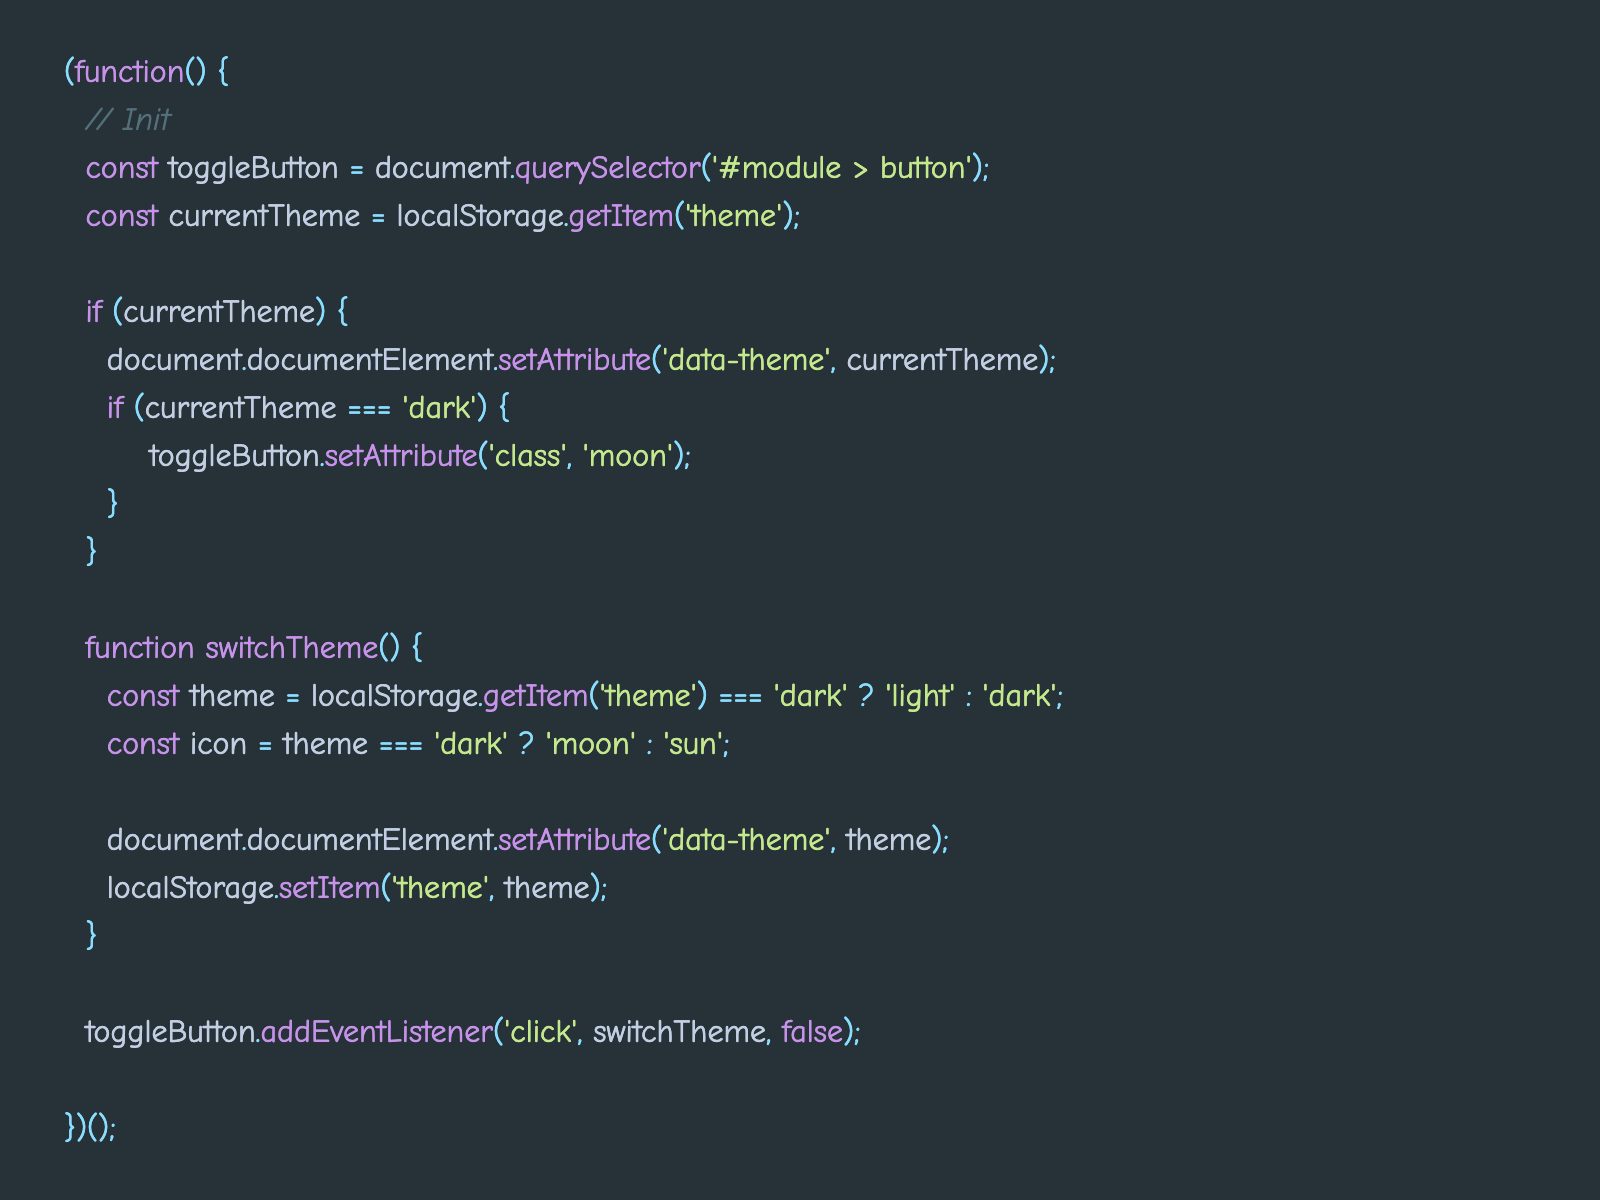 (function() {
  // Init
  const toggleButton = document.querySelector('#module > button');
  const currentTheme = localStorage.getItem('theme');

  if (currentTheme) {
    document.documentElement.setAttribute('data-theme', currentTheme);
    if (currentTheme === 'dark') {
        toggleButton.setAttribute('class', 'moon');
    }
  }

  function switchTheme() {
    const theme = localStorage.getItem('theme') === 'dark' ? 'light' : 'dark';
    const icon = theme === 'dark' ? 'moon' : 'sun';

    document.documentElement.setAttribute('data-theme', theme);
    localStorage.setItem('theme', theme);
  }

  toggleButton.addEventListener('click', switchTheme, false);

})();